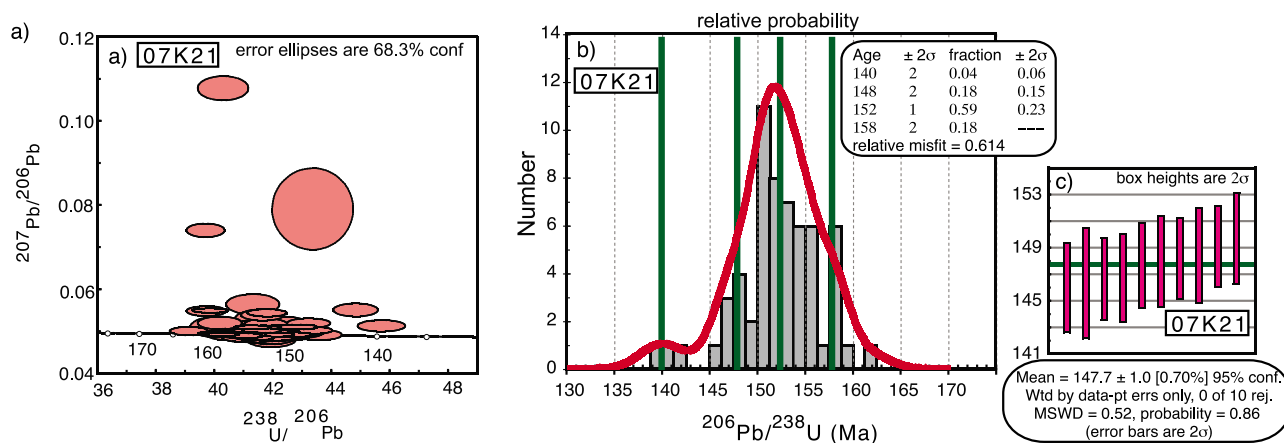 a)
a) 07K21 error ellipses are 68.3% conf
207Pb/206Pb
0.12
0.10
0.08
0.06
0.04
170 160 150 140
36 38 40 42 44 46 48
238U/ 206Pb
relative probability
b)
07K21
Number
14
12
10
8
6
4
2
0
130 135 140 145 150 155 160 165 170 175
206Pb/238U (Ma)
Age ± 2σ fraction ± 2σ
140 2 0.04 0.06
148 2 0.18 0.15
152 1 0.59 0.23
158 2 0.18 ---
relative misfit = 0.614
c) box heights are 2σ
153
149
145
141
07K21
Mean = 147.7 ± 1.0 [0.70%] 95% conf.
Wtd by data-pt errs only, 0 of 10 rej.
MSWD = 0.52, probability = 0.86
(error bars are 2σ)